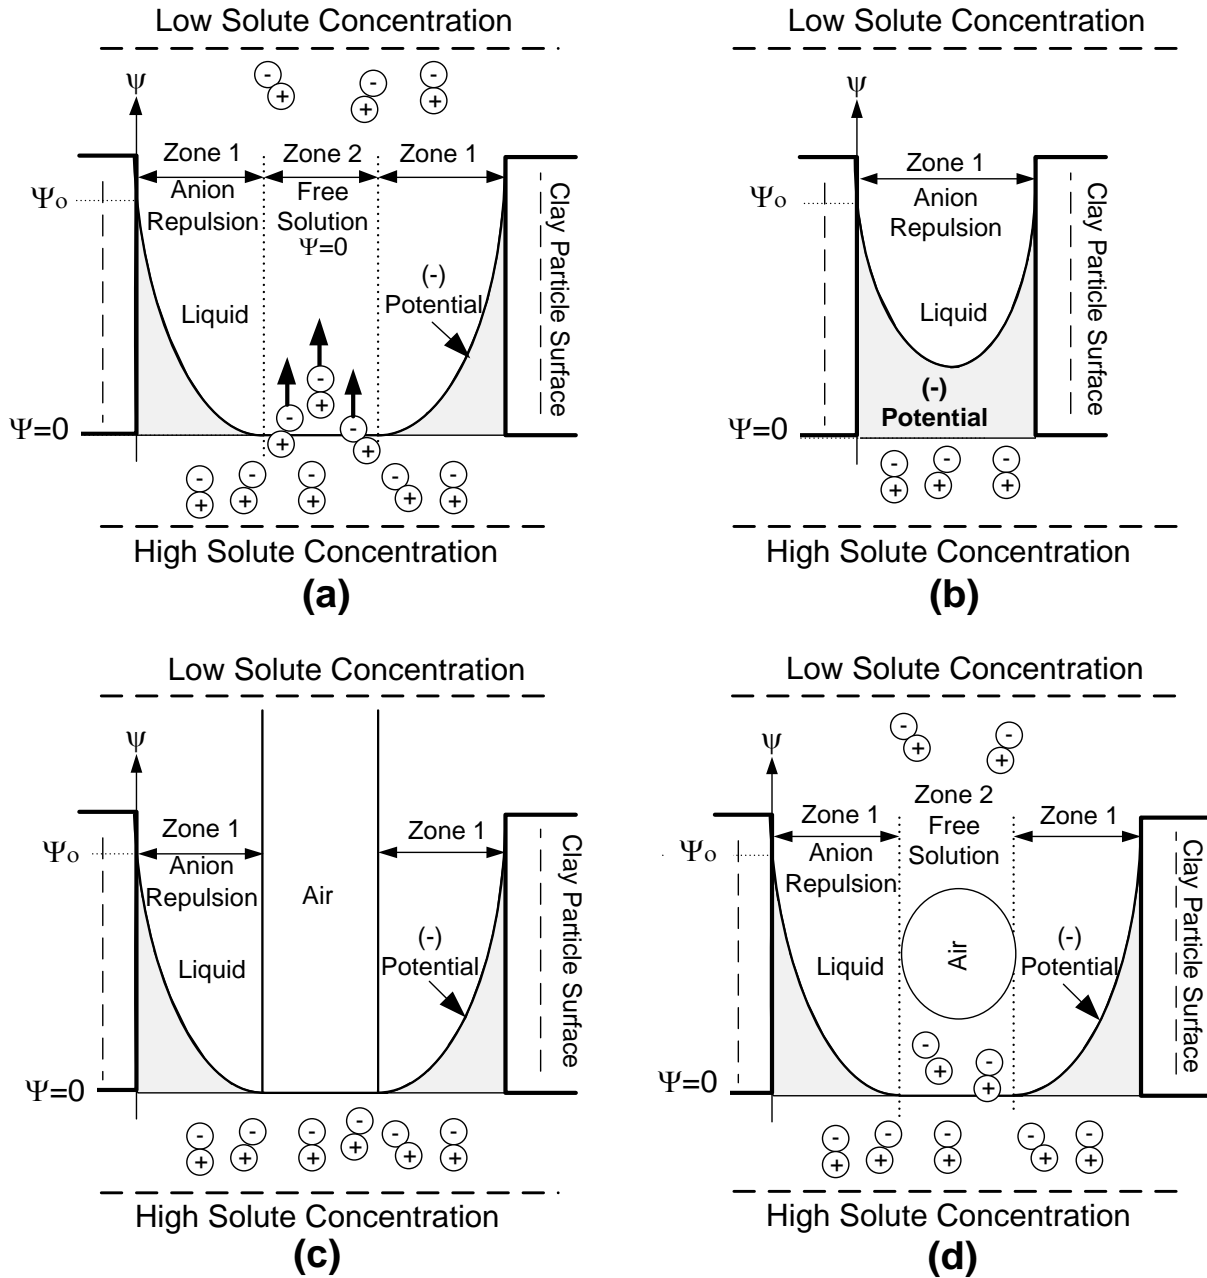 Low Solute Concentration
ψ
Zone 1
Zone 2
Zone 1
Anion
Repulsion
Free
Solution
Ψ=0
Ψo
(-)
Potential
Liquid
Ψ=0
Clay Particle Surface
- + - + - +
- + - + - +
- + - + - + - + - +
High Solute Concentration
(a)
Low Solute Concentration
ψ
Zone 1
Anion
Repulsion
Ψo
Liquid
(-)
Potential
Ψ=0
Clay Particle Surface
- + - + - +
High Solute Concentration
(b)
Low Solute Concentration
ψ
Zone 1
Zone 1
Anion
Repulsion
Air
Ψo
(-)
Potential
Liquid
Ψ=0
Clay Particle Surface
- + - + - + - + - + - +
High Solute Concentration
(c)
Low Solute Concentration
- + - +
ψ
Zone 1
Zone 2
Free
Solution
Zone 1
Anion
Repulsion
Ψo
Air
(-)
Potential
Liquid
- + - +
Ψ=0
Clay Particle Surface
- + - + - + - + - +
High Solute Concentration
(d)